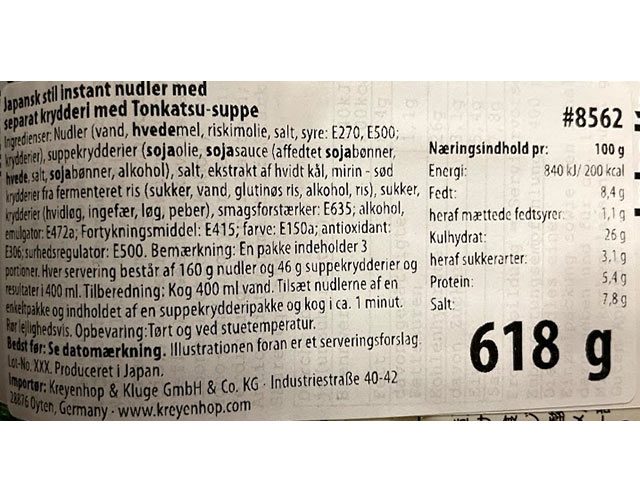 Japansk stil instant nudler med
separat krydderi med Tonkatsu-suppe
Ingredienser: Nudler (vand, hvedemel, riskimolie, salt, syre: E270, E500;
krydderier), suppekrydderier (sojaolie, sojasauce (affedtet sojabønner,
hvede, salt, sojabønner, alkohol), salt, ekstrakt af hvidt kål, mirin - sød
krydderier fra fermenteret ris (sukker, vand, glutinøs ris, alkohol, ris), sukker,
krydderier (hvidløg, ingefær, løg, peber), smagsforstærker: E635; alkohol,
emulgator: E472a; Fortykningsmiddel: E415; farve: E150a; antioxidant:
E306; surhedsregulator: E500. Bemærkning: En pakke indeholder 3
portioner. Hver servering består af 160 g nudler og 46 g suppekrydderier og
resultater i 400 ml. Tilberedning: Kog 400 ml vand. Tilsæt nudlerne af en
enkeltpakke og indholdet af en suppekrydderipakke og kog i ca. 1 minut.
Rør lejlighedsvis. Opbevaring: Tørt og ved stuetemperatur.
Bedst før: Se datomærkning. Illustrationen foran er et serveringsforslag.
Lot-No. XXX. Produceret i Japan.
Importør: Kreyenhop & Kluge GmbH & Co. KG · Industriestraße 40-42
28876 Oyten, Germany · www.kreyenhop.com
#8562
Næringsindhold pr: 100 g
Energi: 840 kJ/ 200 kcal
Fedt: 8,4 g
heraf mættede fedtsyrer: 1,1 g
Kulhydrat: 26 g
heraf sukkerarter: 3,1 g
Protein: 5,4 g
Salt: 7,8 g
618 g